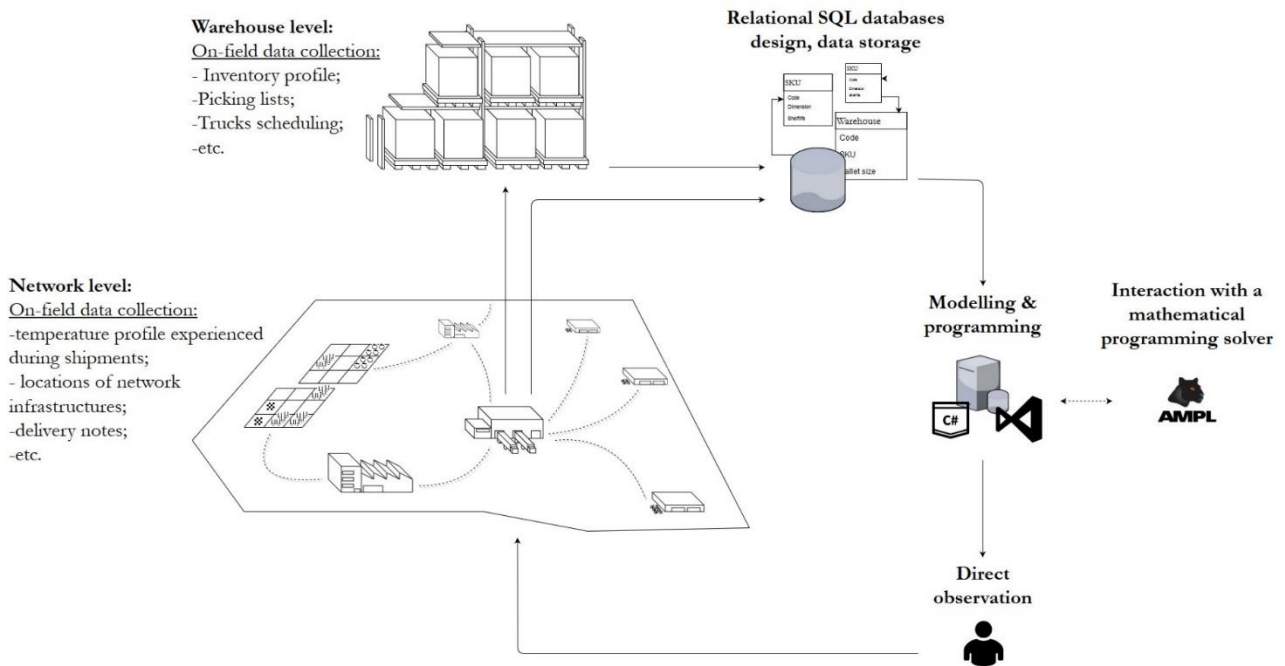 Warehouse level:
On-field data collection:
- Inventory profile;
-Picking lists;
-Trucks scheduling;
-etc.
Relational SQL databases
design, data storage
SKU
Code
Dimension
Shelflife
SKU
Code
Dimension
Warehouse
Code
SKU
allet size
Network level:
On-field data collection:
-temperature profile experienced
during shipments;
- locations of network
infrastructures;
-delivery notes;
-etc.
Modelling &
programming
C#
Interaction with a
mathematical
programming solver
AMPL
Direct
observation